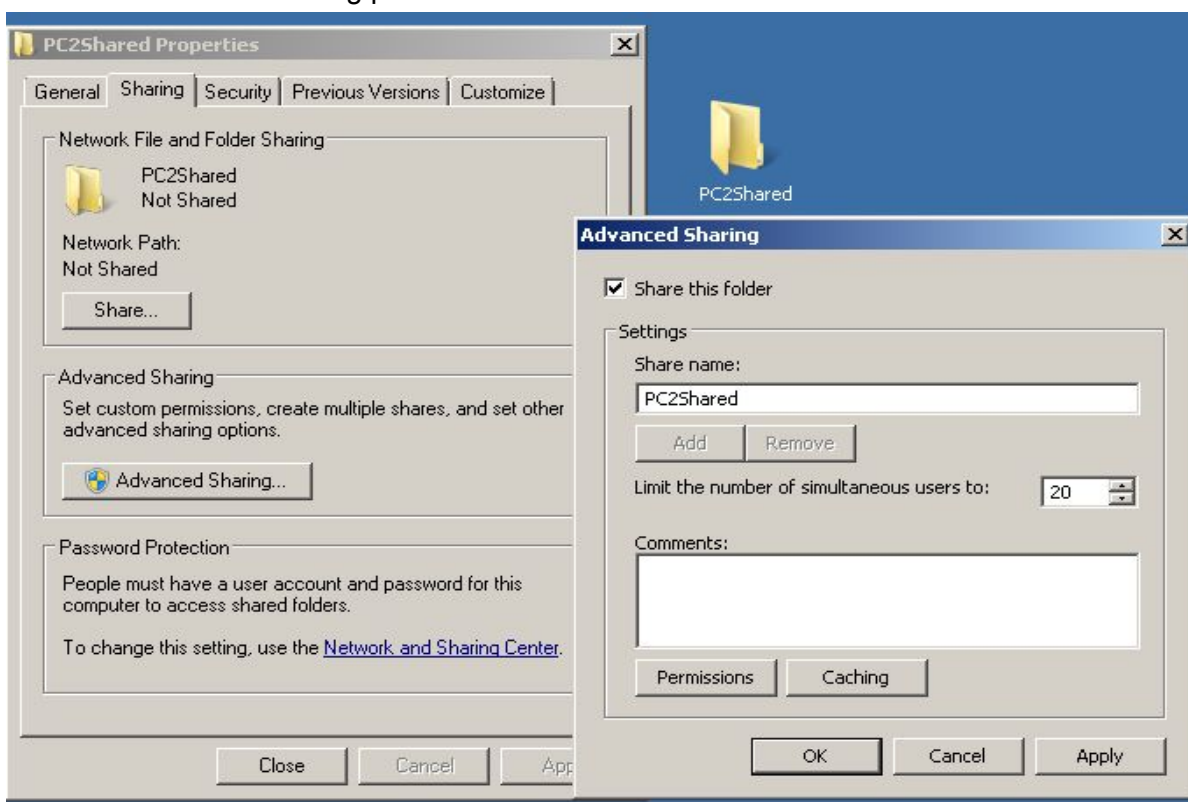 PC2Shared Properties
General Sharing Security Previous Versions Customize
Network File and Folder Sharing
PC2Shared
Not Shared
Network Path:
Not Shared
Share...
Advanced Sharing
Set custom permissions, create multiple shares, and set other
advanced sharing options.
Advanced Sharing...
Password Protection
People must have a user account and password for this
computer to access shared folders.
To change this setting, use the Network and Sharing Center.
Close Cancel
PC2Shared
Advanced Sharing
Share this folder
Settings
Share name:
PC2Shared
Add Remove
Limit the number of simultaneous users to: 20
Comments:
Permissions Caching
OK Cancel Apply